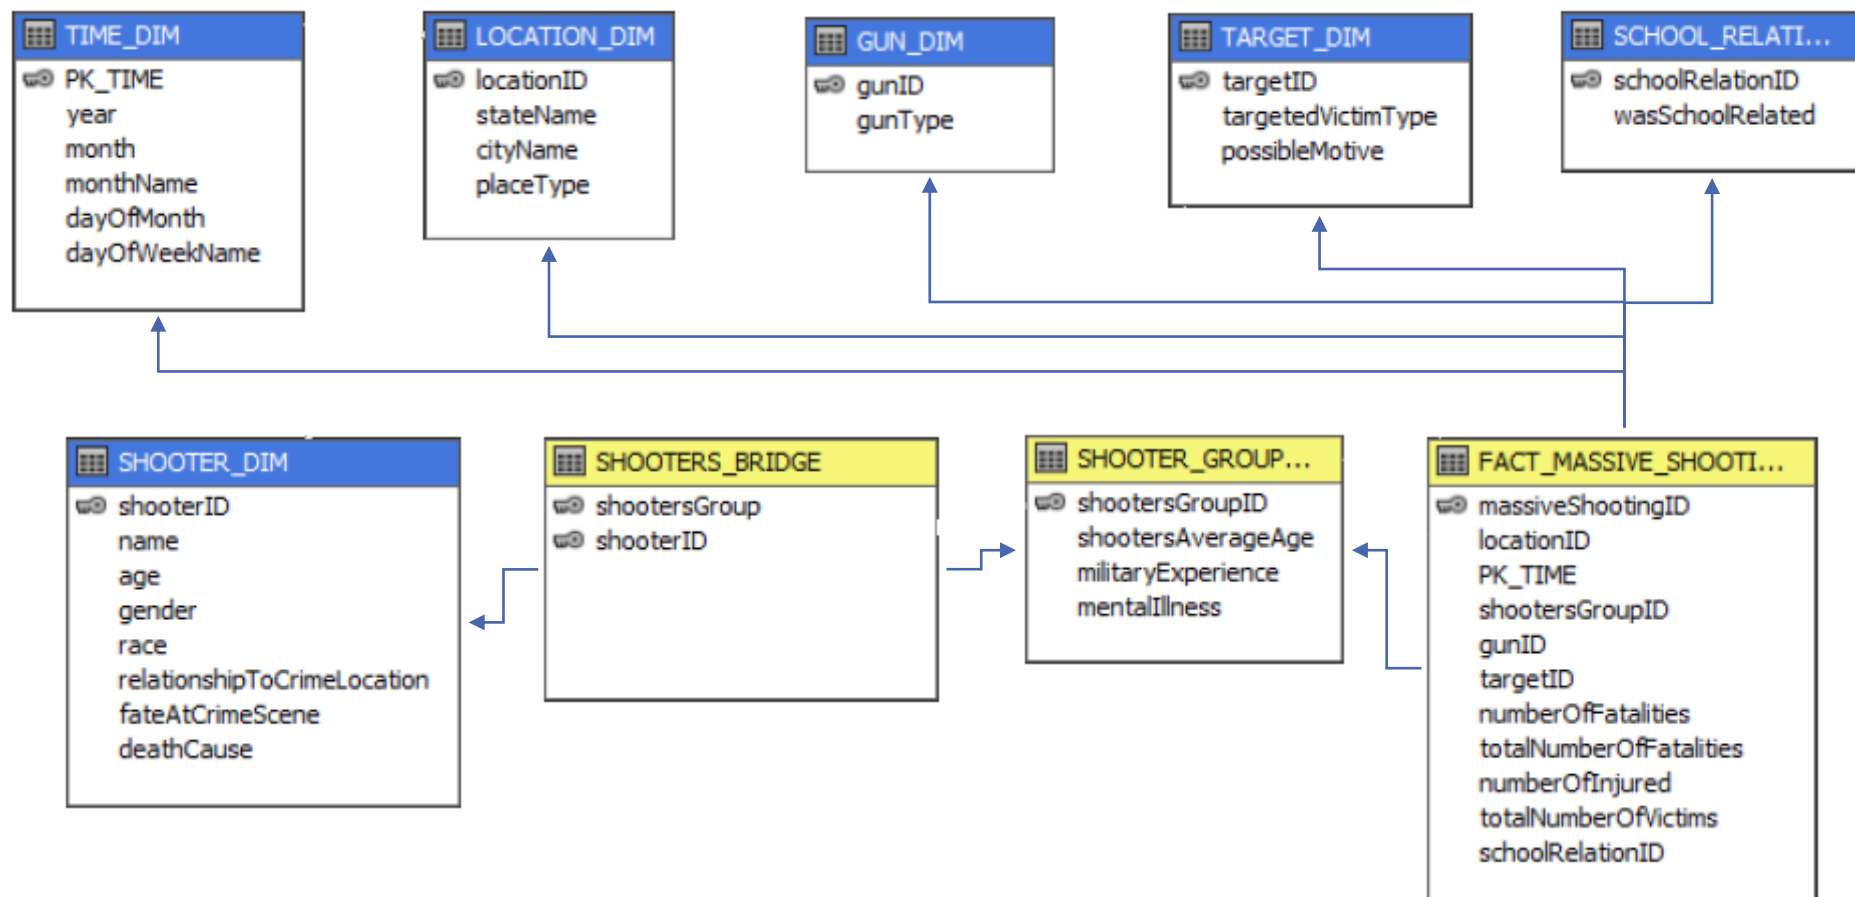 TIME_DIM
PK_TIME
year
month
monthName
dayOfMonth
dayOfWeekName
LOCATION_DIM
locationID
stateName
cityName
placeType
GUN_DIM
gunID
gunType
TARGET_DIM
targetID
targetedVictimType
possibleMotive
SCHOOL_RELATI...
schoolRelationID
wasSchoolRelated
SHOOTER_DIM
shooterID
name
age
gender
race
relationshipToCrimeLocation
fateAtCrimeScene
deathCause
SHOOTERS_BRIDGE
shootersGroup
shooterID
SHOOTER_GROUP...
shootersGroupID
shootersAverageAge
militaryExperience
mentalIllness
FACT_MASSIVE_SHOOTI...
massiveShootingID
locationID
PK_TIME
shootersGroupID
gunID
targetID
numberOfFatalities
totalNumberOfFatalities
numberOfInjured
totalNumberOfVictims
schoolRelationID